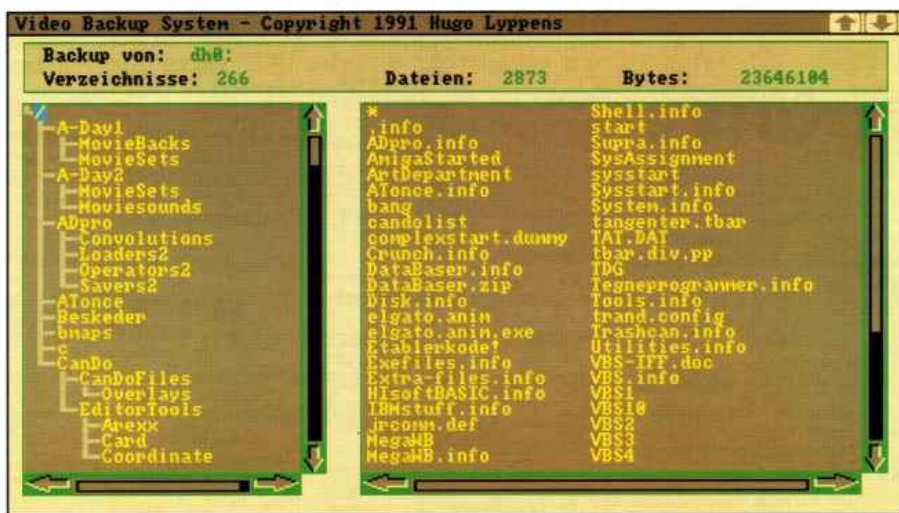 Video Backup System - Copyright 1991 Hugo Lyppens
Backup von: dh0:
Verzeichnisse: 266 Dateien: 2873 Bytes: 23646104
A-Day1
MovieBacks
MovieSets
A-Day2
MovieSets
Moviesounds
ADpro
Convolutions
Loaders2
Operators2
Savers2
ATonce
Beskeder
bmaps
c
CanDo
CanDoFiles
Overlays
EditorTools
Arexx
Card
Coordinate
*
.info
ADpro.info
AmigaStarted
ArtDepartment
ATonce.info
bang
candolist
complexstart.dummy
Crunch.info
DataBaser.info
DataBaser.zip
Disk.info
elgato.anim
elgato.anim.exe
Etablerkode!
Exefiles.info
Extra-files.info
HIsoftBASIC.info
IBMstuff.info
jrcomm.def
MegaWB
MegaWB.info
Shell.info
start
Supra.info
SysAssignment
sysstart
Sysstart.info
System.info
tangenter.tbar
TAT.DAT
tbar.div.pp
TDG
Tegneprogrammer.info
Tools.info
trand.config
Trashcan.info
Utilities.info
VBS-IFF.doc
VBS.info
VBS1
VBS10
VBS2
VBS3
VBS4